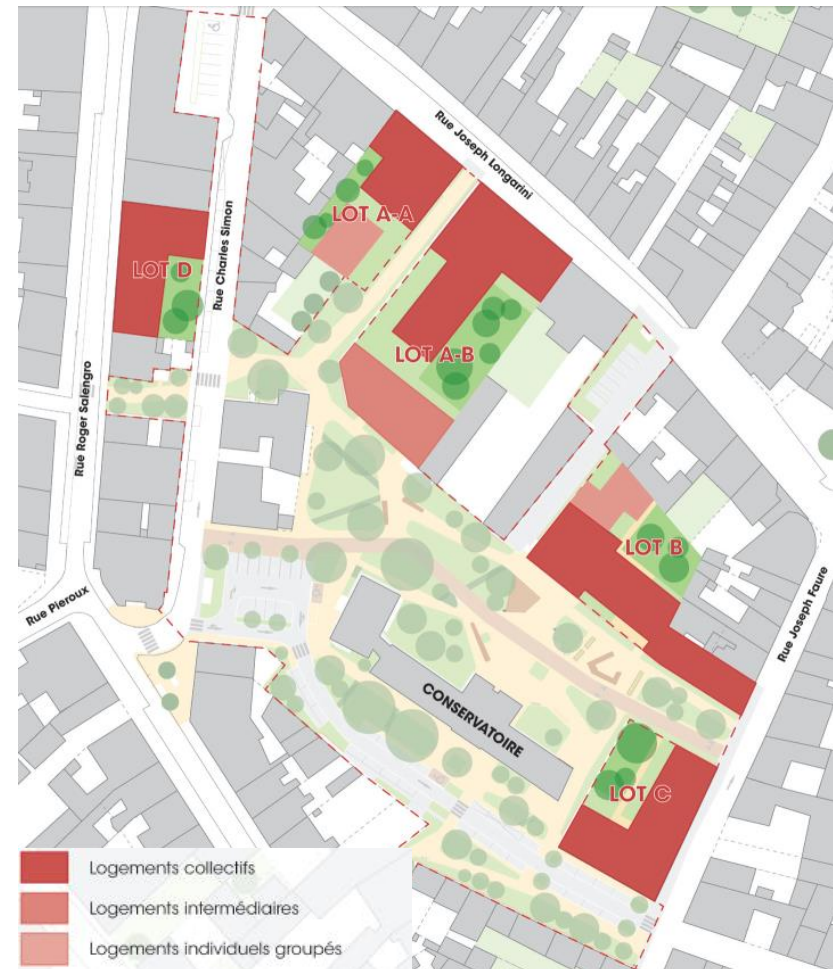 Rue Joseph Longarini
LOT A-A
Rue Charles Simon
LOT D
LOT A-B
Rue Roger Salengro
LOT B
Rue Pieroux
Rue Joseph Faure
CONSERVATOIRE
LOT C
Logements collectifs
Logements intermédiaires
Logements individuels groupés